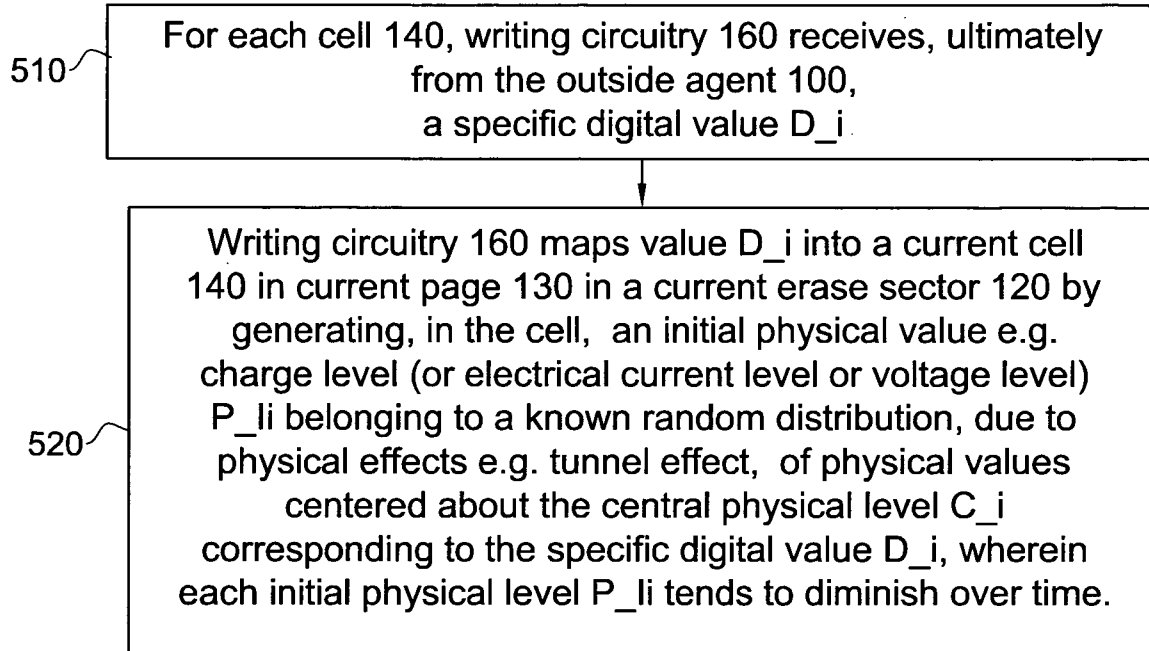 For each cell 140, writing circuitry 160 receives, ultimately
from the outside agent 100,
a specific digital value D_i
510
Writing circuitry 160 maps value D_i into a current cell
140 in current page 130 in a current erase sector 120 by
generating, in the cell, an initial physical value e.g.
charge level (or electrical current level or voltage level)
P_Ii belonging to a known random distribution, due to
physical effects e.g. tunnel effect, of physical values
centered about the central physical level C_i
corresponding to the specific digital value D_i, wherein
each initial physical level P_Ii tends to diminish over time.
520